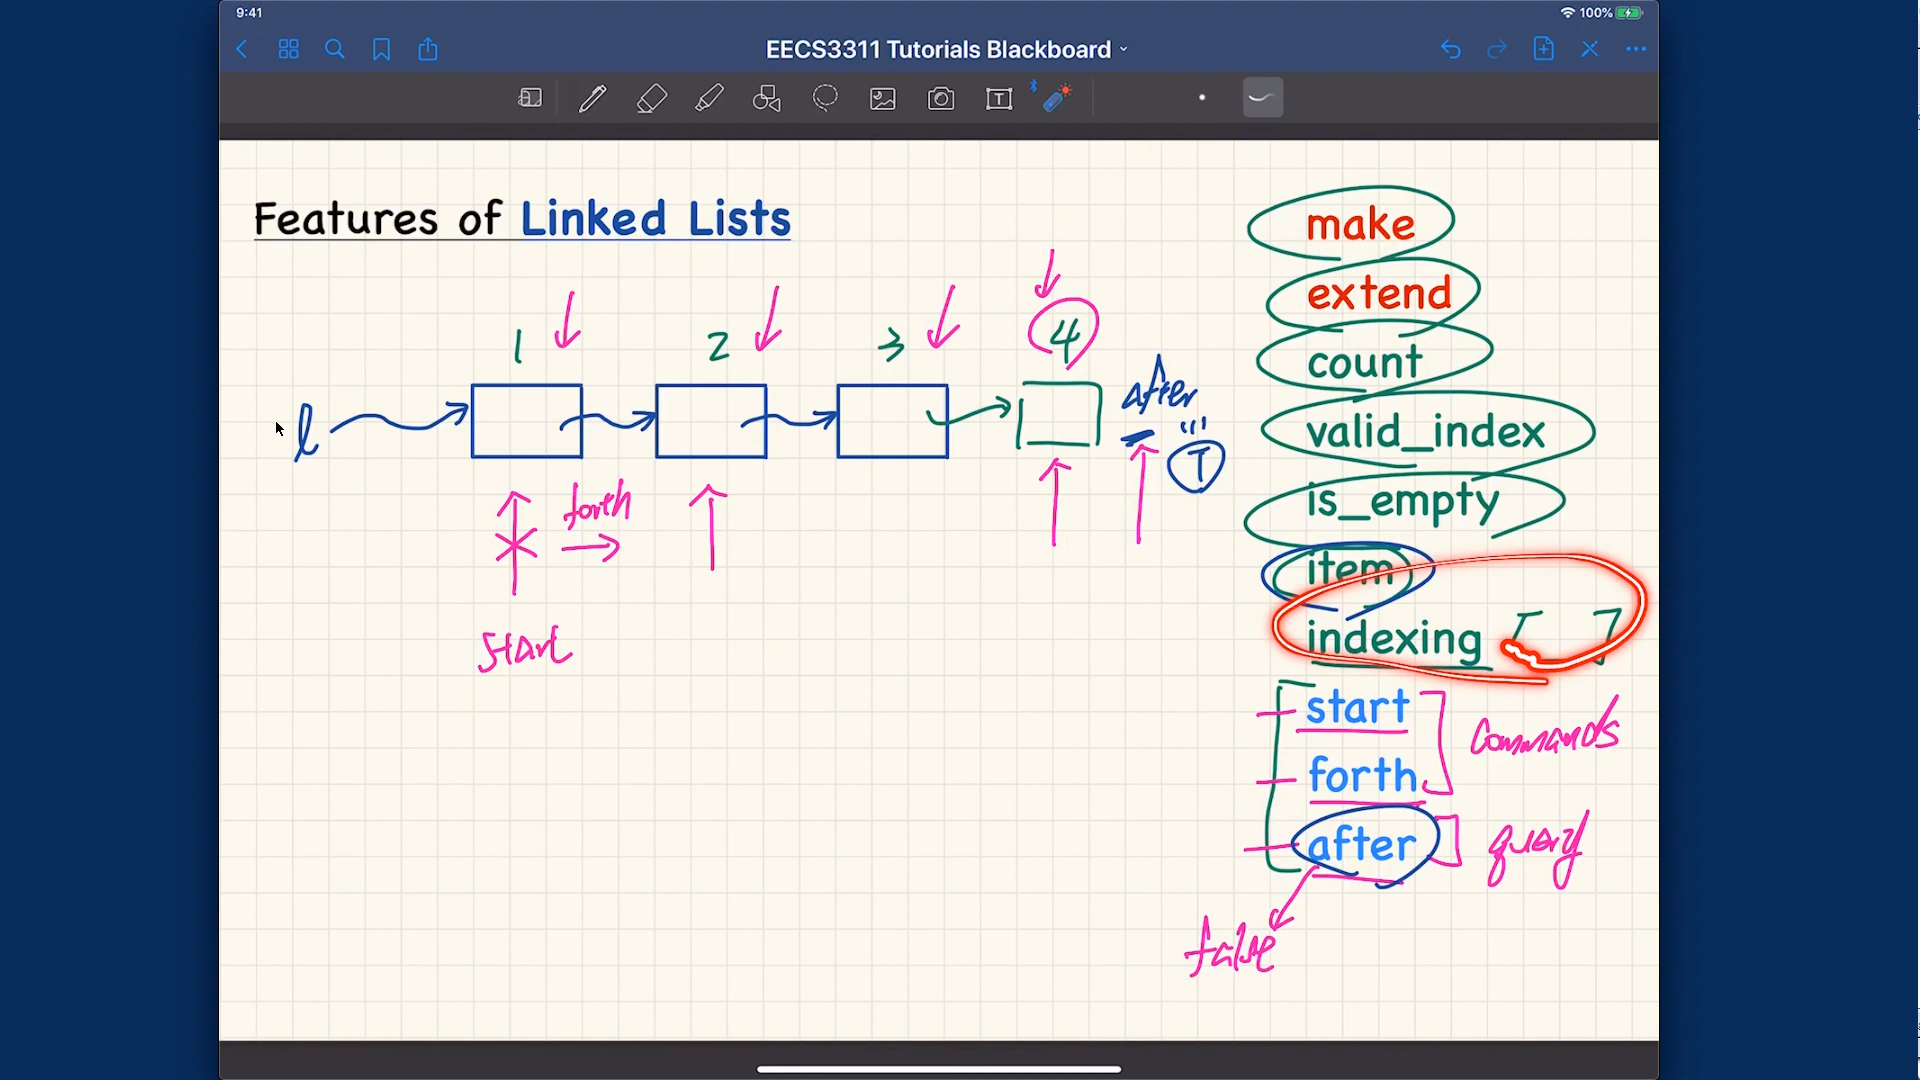 9:41
100%
EECS3311 Tutorials Blackboard
T
Features of Linked Lists
1 2 3 4
l
After
T
forth
start
make
extend
count
valid_index
is_empty
item
indexing [ ]
start
forth
commands
after
query
false